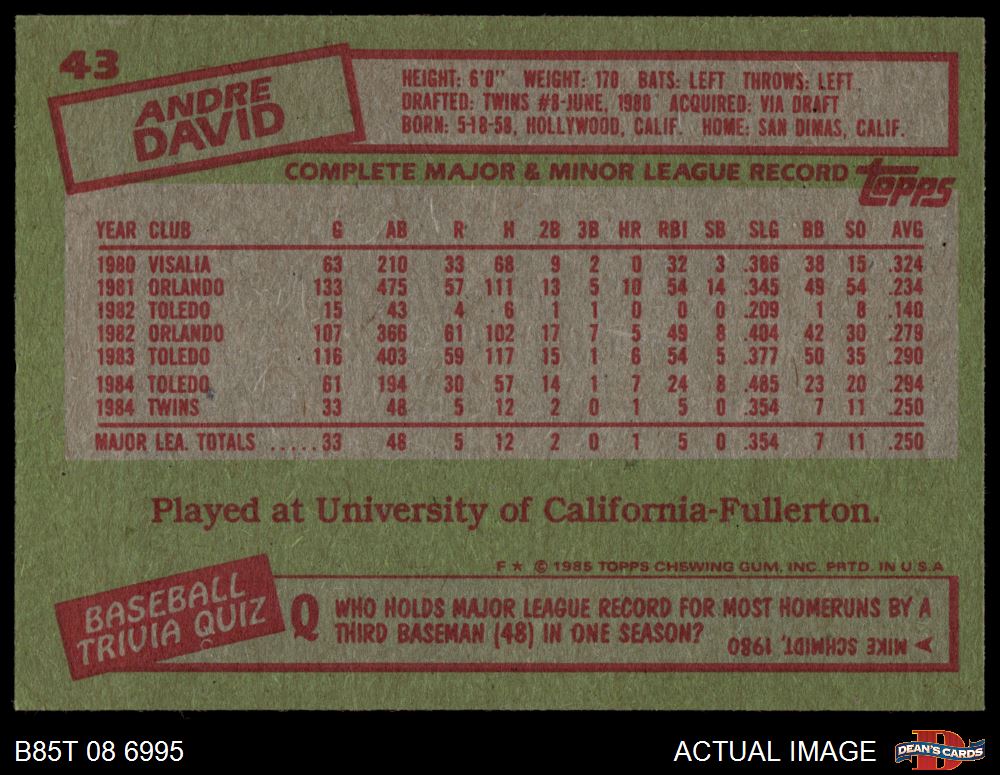 43
ANDRE
DAVID
HEIGHT: 6'0" WEIGHT: 170 BATS: LEFT THROWS: LEFT
DRAFTED: TWINS #8-JUNE, 1980 ACQUIRED: VIA DRAFT
BORN: 5-18-58, HOLLYWOOD, CALIF. HOME: SAN DIMAS, CALIF.
COMPLETE MAJOR & MINOR LEAGUE RECORD topps
YEAR CLUB G AB R H 2B 3B HR RBI SB SLG BB SO AVG
1980 VISALIA 63 210 33 68 9 2 0 32 3 .386 38 15 .324
1981 ORLANDO 133 475 57 111 13 5 10 54 14 .345 49 54 .234
1982 TOLEDO 15 43 4 6 1 1 0 0 0 .209 1 8 .140
1982 ORLANDO 107 366 61 102 17 7 5 49 8 .404 42 30 .279
1983 TOLEDO 116 403 59 117 15 1 6 54 5 .377 50 35 .290
1984 TOLEDO 61 194 30 57 14 1 7 24 8 .485 23 20 .294
1984 TWINS 33 48 5 12 2 0 1 5 0 .354 7 11 .250
MAJOR LEA. TOTALS .....33 48 5 12 2 0 1 5 0 .354 7 11 .250
Played at University of California-Fullerton.
F ★ © 1985 TOPPS CHEWING GUM, INC. PRTD. IN U.S.A
BASEBALL
TRIVIA QUIZ
Q WHO HOLDS MAJOR LEAGUE RECORD FOR MOST HOMERUNS BY A
THIRD BASEMAN (48) IN ONE SEASON?
A MIKE SCHMIDT, 1980
B85T 08 6995
ACTUAL IMAGE
D
DEAN'S CARDS